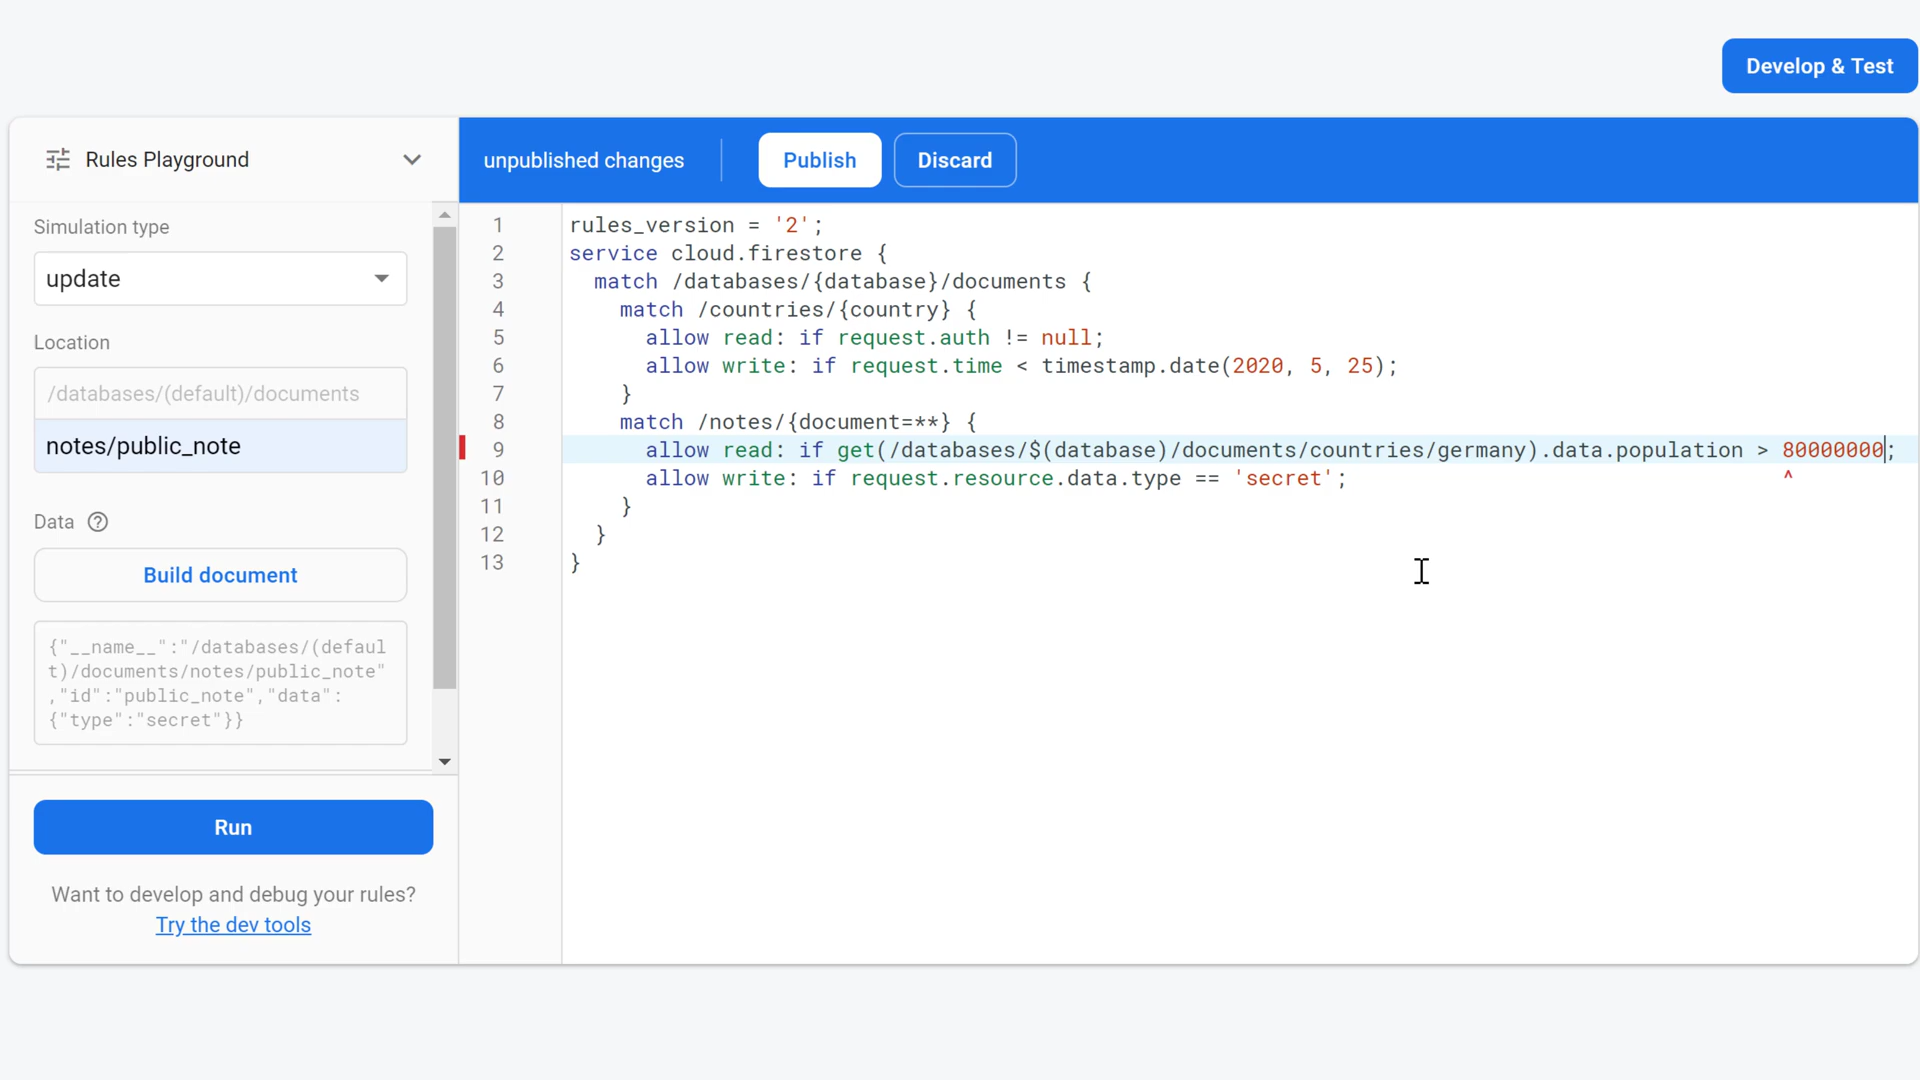 Develop & Test
Rules Playground
unpublished changes
Publish
Discard
Simulation type
update
Location
/databases/(default)/documents
notes/public_note
Data ?
Build document
{"__name__":"/databases/(defaul
t)/documents/notes/public_note"
,"id":"public_note","data":
{"type":"secret"}}
Run
Want to develop and debug your rules?
Try the dev tools
1 rules_version = '2';
2 service cloud.firestore {
3 match /databases/{database}/documents {
4 match /countries/{country} {
5 allow read: if request.auth != null;
6 allow write: if request.time < timestamp.date(2020, 5, 25);
7 }
8 match /notes/{document=**} {
9 allow read: if get(/databases/$(database)/documents/countries/germany).data.population > 80000000;
10 allow write: if request.resource.data.type == 'secret'; ^
11 }
12 }
13 }